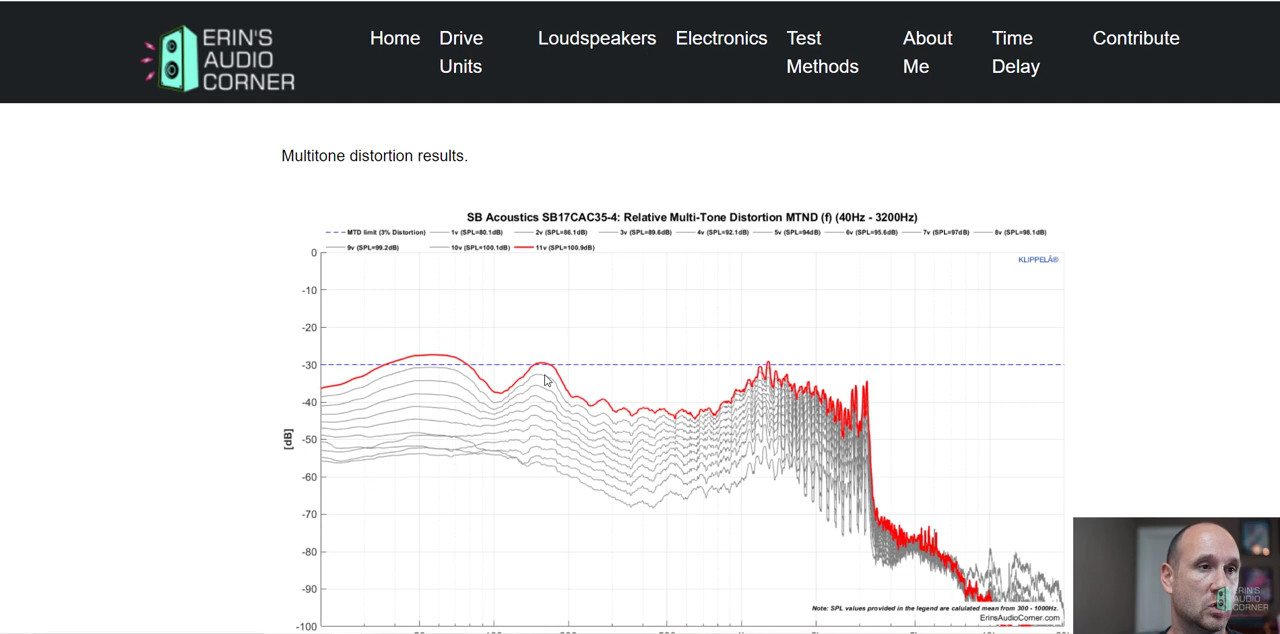 ERIN'S
AUDIO
CORNER
Home
Drive
Units
Loudspeakers
Electronics
Test
Methods
About
Me
Time
Delay
Contribute
Multitone distortion results.
SB Acoustics SB17CAC35-4: Relative Multi-Tone Distortion MTND (f) (40Hz - 3200Hz)
MTD limit (3% Distortion) 1v (SPL=80.1dB) 2v (SPL=86.1dB) 3v (SPL=89.6dB) 4v (SPL=92.1dB) 5v (SPL=94dB) 6v (SPL=95.6dB) 7v (SPL=97dB) 8v (SPL=98.1dB)
9v (SPL=99.2dB) 10v (SPL=100.1dB) 11v (SPL=100.9dB)
KLIPPELÂ®
0
-10
-20
-30
-40
-50
-60
-70
-80
-90
-100
[dB]
Note: SPL values provided in the legend are calulated mean from 300 - 1000Hz.
ErinsAudioCorner.com
ERIN'S
AUDIO
CORNER